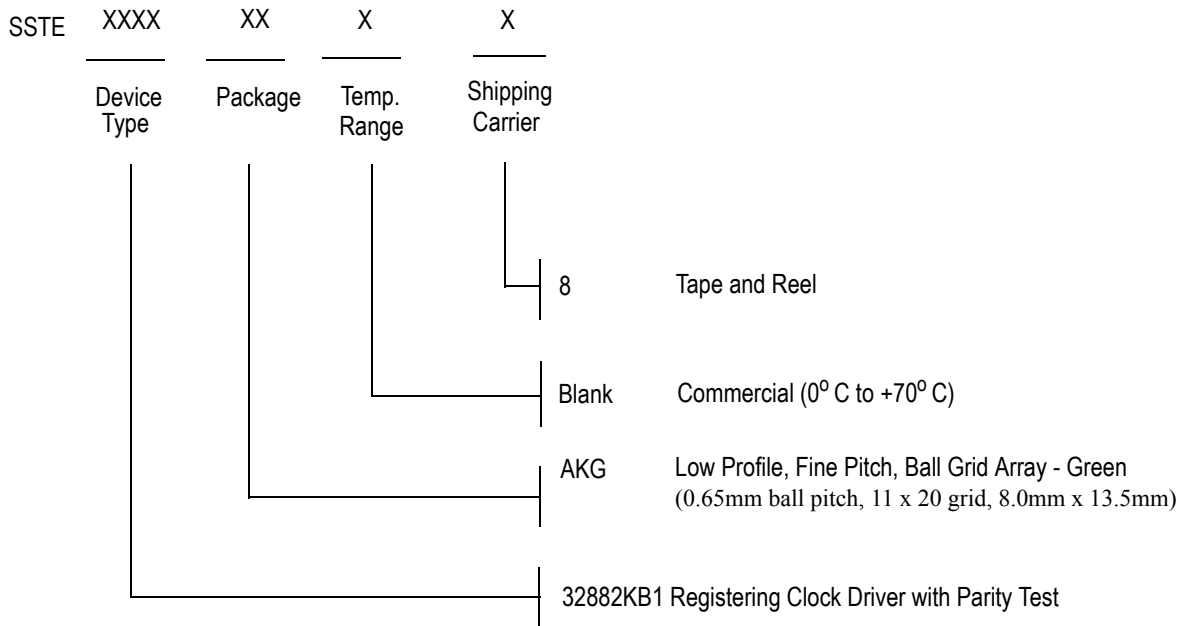 SSTE XXXX XX X X
Device Type
Package
Temp. Range
Shipping Carrier
8 Tape and Reel
Blank Commercial (0° C to +70° C)
AKG Low Profile, Fine Pitch, Ball Grid Array - Green
(0.65mm ball pitch, 11 x 20 grid, 8.0mm x 13.5mm)
32882KB1 Registering Clock Driver with Parity Test